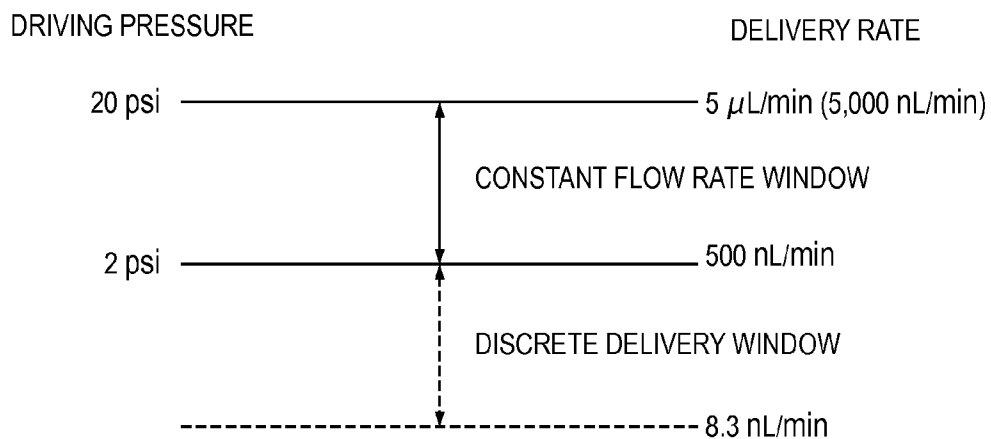 DRIVING PRESSURE
DELIVERY RATE
20 psi
5 μL/min (5,000 nL/min)
CONSTANT FLOW RATE WINDOW
2 psi
500 nL/min
DISCRETE DELIVERY WINDOW
8.3 nL/min